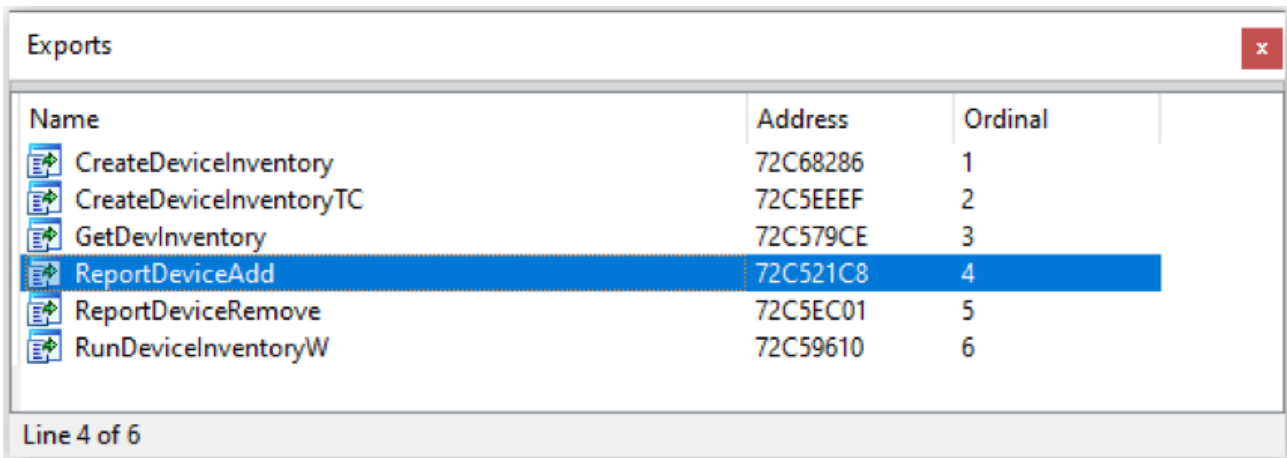 Exports
x
Name Address Ordinal
CreateDeviceInventory 72C68286 1
CreateDeviceInventoryTC 72C5EEEF 2
GetDevInventory 72C579CE 3
ReportDeviceAdd 72C521C8 4
ReportDeviceRemove 72C5EC01 5
RunDeviceInventoryW 72C59610 6
Line 4 of 6